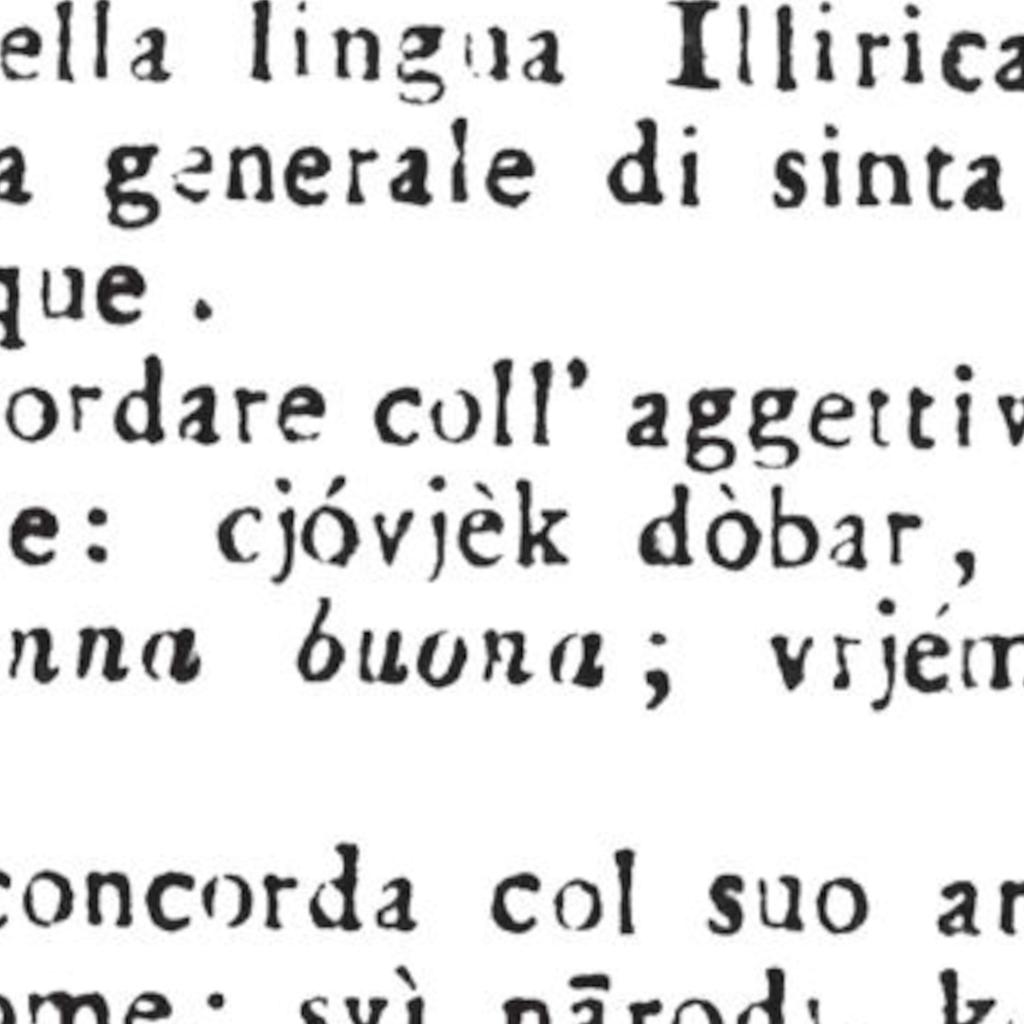 ella lingua Illirica
a generale di sinta
que .
ordare coll' aggettiv
e: cjóvjèk dòbar,
nna buona; vrjém
concorda col suo ar
ome: svì nārodi, k